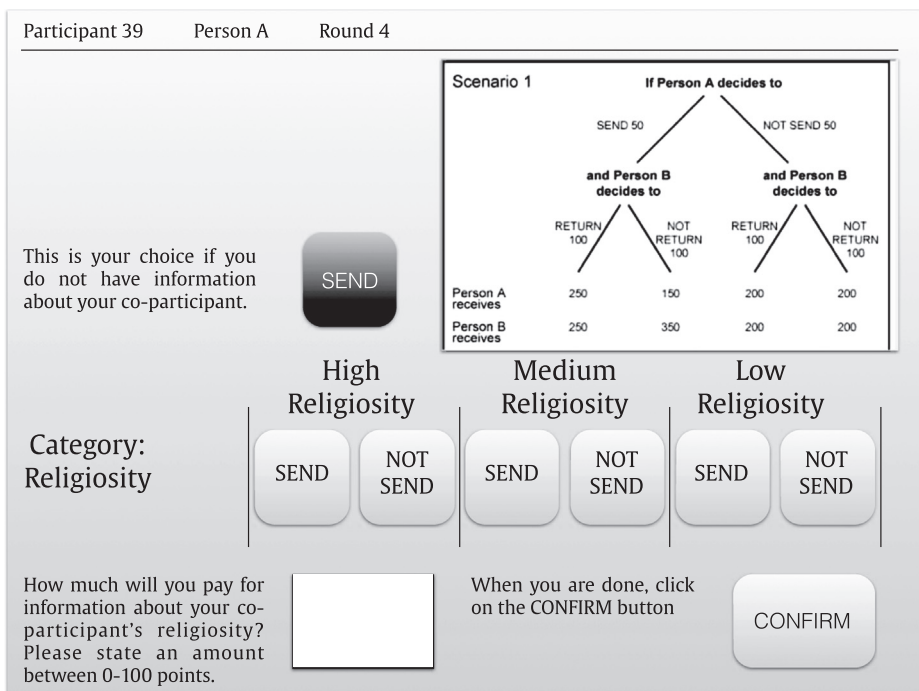 Participant 39 Person A Round 4
Scenario 1
If Person A decides to
SEND 50
NOT SEND 50
and Person B
decides to
and Person B
decides to
RETURN
100
NOT
RETURN
100
RETURN
100
NOT
RETURN
100
Person A
receives
250 150 200 200
Person B
receives
250 350 200 200
This is your choice if you
do not have information
about your co-participant.
SEND
High
Religiosity
Medium
Religiosity
Low
Religiosity
Category:
Religiosity
SEND
NOT
SEND
SEND
NOT
SEND
SEND
NOT
SEND
How much will you pay for
information about your co-
participant's religiosity?
Please state an amount
between 0-100 points.
When you are done, click
on the CONFIRM button
CONFIRM